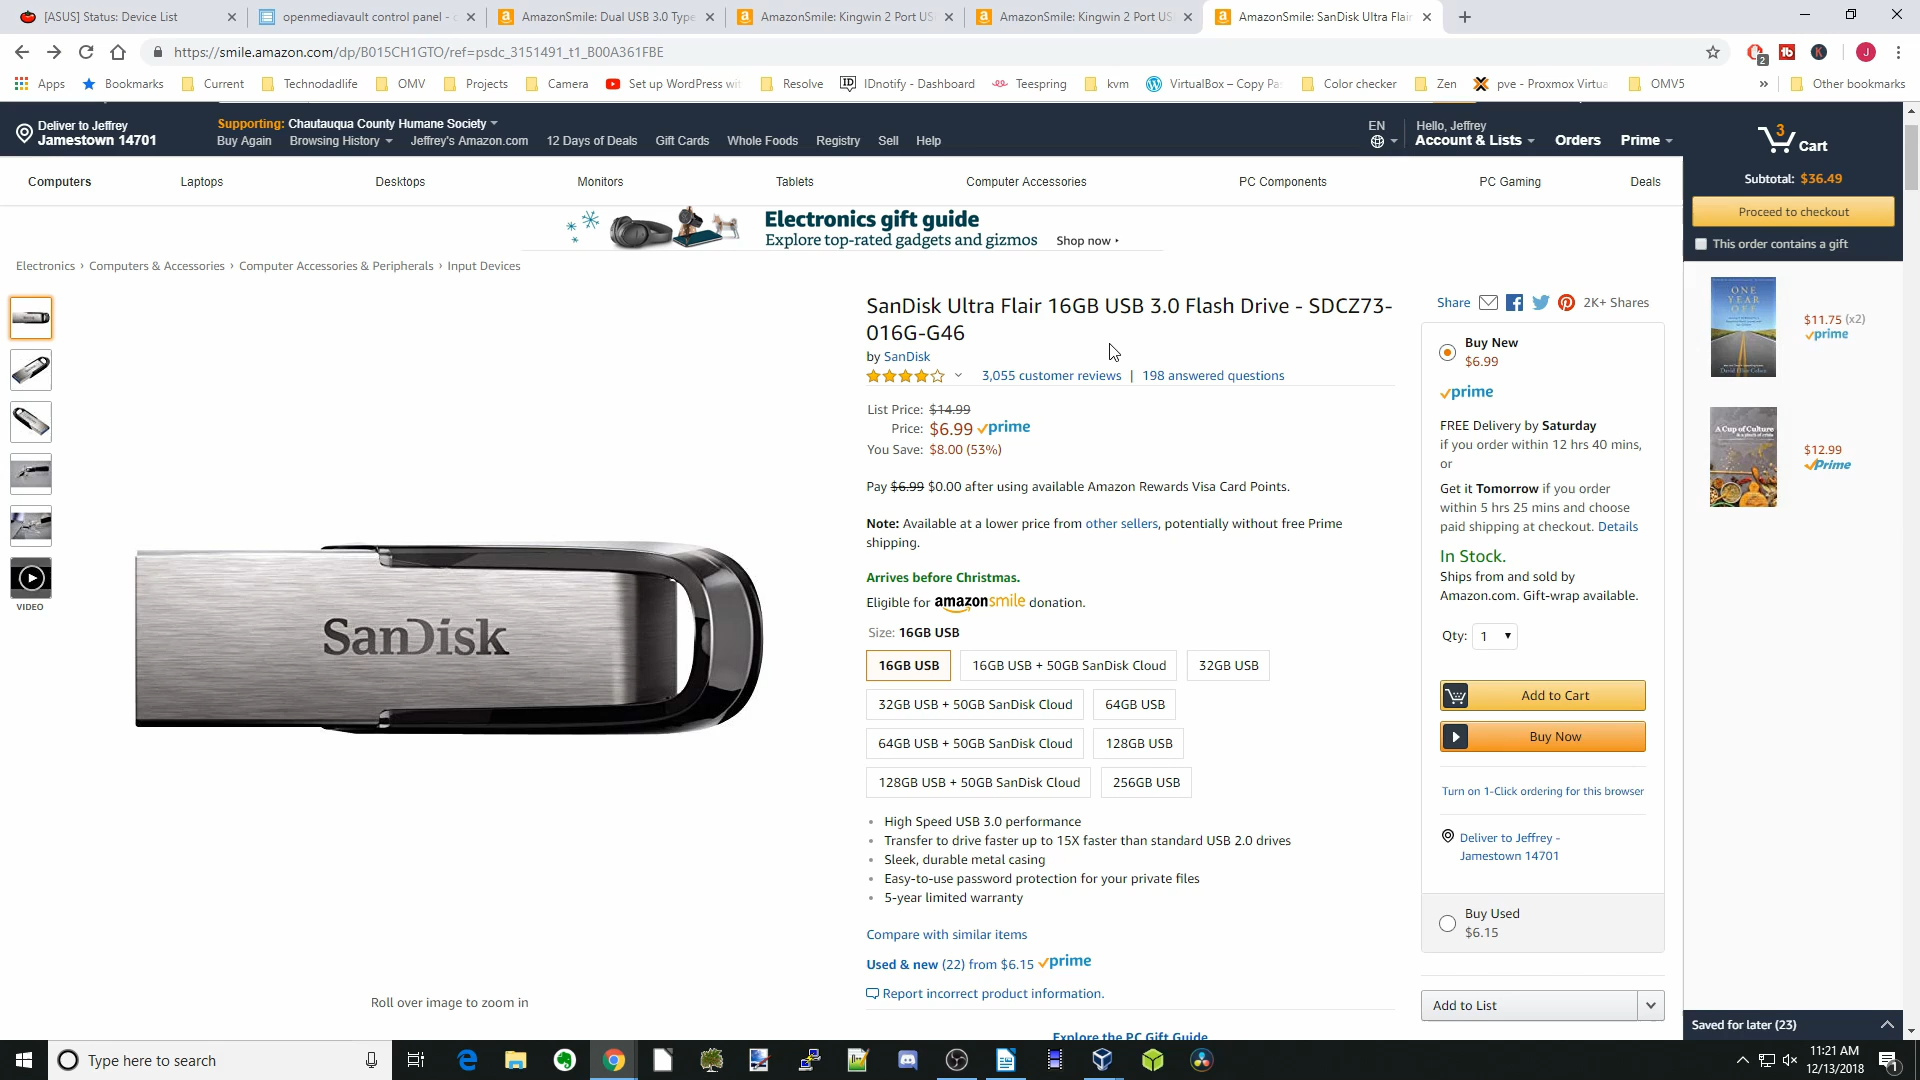 [ASUS] Status: Device List
openmediavault control panel - o
AmazonSmile: Dual USB 3.0 Type
AmazonSmile: Kingwin 2 Port US
AmazonSmile: Kingwin 2 Port US
AmazonSmile: SanDisk Ultra Flair
https://smile.amazon.com/dp/B015CH1GTO/ref=psdc_3151491_t1_B00A361FBE
2
J
Apps
Bookmarks
Current
Technodadlife
OMV
Projects
Camera
Set up WordPress wit
Resolve
IDnotify - Dashboard
Teespring
kvm
VirtualBox – Copy Pa
Color checker
Zen
pve - Proxmox Virtua
OMV5
»
Other bookmarks
Deliver to Jeffrey
Jamestown 14701
Supporting: Chautauqua County Humane Society
Buy Again
Browsing History
Jeffrey's Amazon.com
12 Days of Deals
Gift Cards
Whole Foods
Registry
Sell
Help
EN
Hello, Jeffrey
Account & Lists
Orders
Prime
3
Cart
Subtotal: $36.49
Proceed to checkout
This order contains a gift
Computers
Laptops
Desktops
Monitors
Tablets
Computer Accessories
PC Components
PC Gaming
Deals
Electronics gift guide
Explore top-rated gadgets and gizmos
Shop now
Electronics › Computers & Accessories › Computer Accessories & Peripherals › Input Devices
VIDEO
SanDisk
Roll over image to zoom in
SanDisk Ultra Flair 16GB USB 3.0 Flash Drive - SDCZ73-
016G-G46
by SanDisk
3,055 customer reviews | 198 answered questions
List Price: $14.99
Price: $6.99 prime
You Save: $8.00 (53%)
Pay $6.99 $0.00 after using available Amazon Rewards Visa Card Points.
Note: Available at a lower price from other sellers, potentially without free Prime
shipping.
Arrives before Christmas.
Eligible for amazonsmile donation.
Size: 16GB USB
16GB USB
16GB USB + 50GB SanDisk Cloud
32GB USB
32GB USB + 50GB SanDisk Cloud
64GB USB
64GB USB + 50GB SanDisk Cloud
128GB USB
128GB USB + 50GB SanDisk Cloud
256GB USB
• High Speed USB 3.0 performance
• Transfer to drive faster up to 15X faster than standard USB 2.0 drives
• Sleek, durable metal casing
• Easy-to-use password protection for your private files
• 5-year limited warranty
Compare with similar items
Used & new (22) from $6.15 prime
Report incorrect product information.
Explore the PC Gift Guide
Share
2K+ Shares
Buy New
$6.99
prime
FREE Delivery by Saturday
if you order within 12 hrs 40 mins,
or
Get it Tomorrow if you order
within 5 hrs 25 mins and choose
paid shipping at checkout. Details
In Stock.
Ships from and sold by
Amazon.com. Gift-wrap available.
Qty: 1
Add to Cart
Buy Now
Turn on 1-Click ordering for this browser
Deliver to Jeffrey -
Jamestown 14701
Buy Used
$6.15
Add to List
ONE
YEAR
OFF
$11.75 (x2)
prime
A Cup of Culture
$12.99
prime
Saved for later (23)
Type here to search
11:21 AM
12/13/2018
1